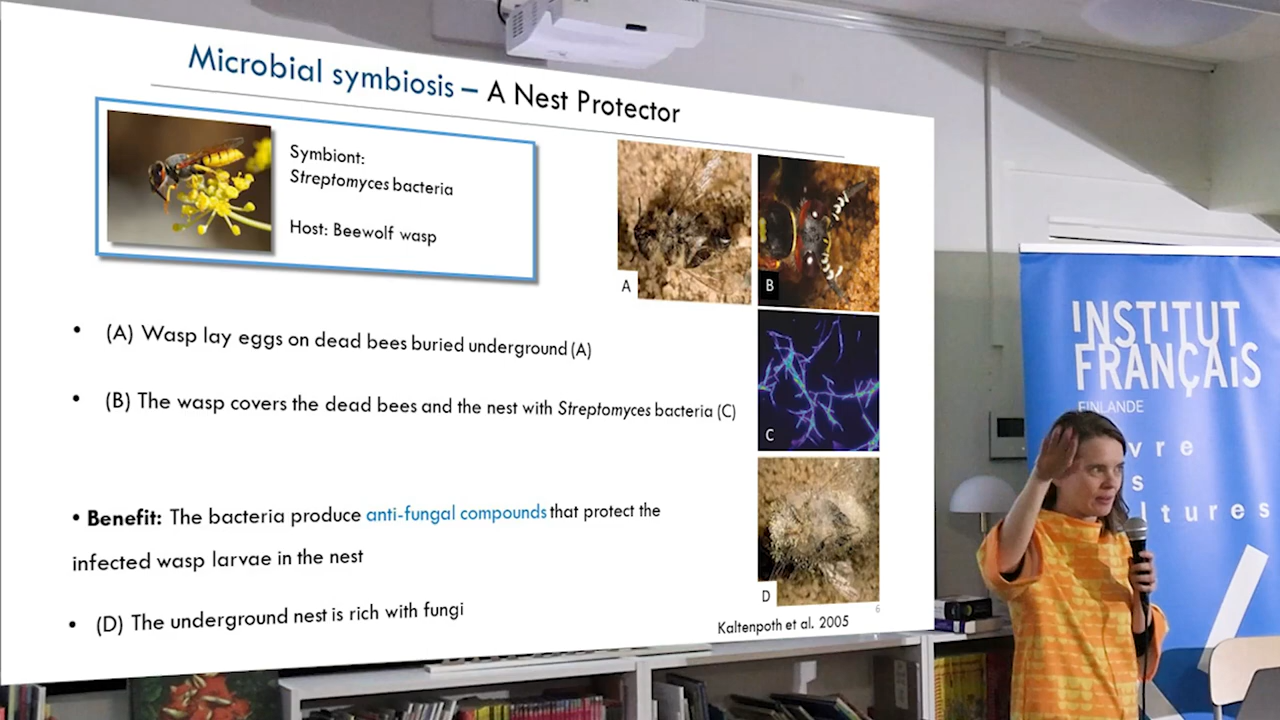 Microbial symbiosis – A Nest Protector
Symbiont:
Streptomyces bacteria
Host: Beewolf wasp
A
B
C
D
• (A) Wasp lay eggs on dead bees buried underground (A)
• (B) The wasp covers the dead bees and the nest with Streptomyces bacteria (C)
• Benefit: The bacteria produce anti-fungal compounds that protect the
infected wasp larvae in the nest
• (D) The underground nest is rich with fungi
6
Kaltenpoth et al. 2005
INSTITUT
FRANÇAIS
FINLANDE
vre
s
ltures